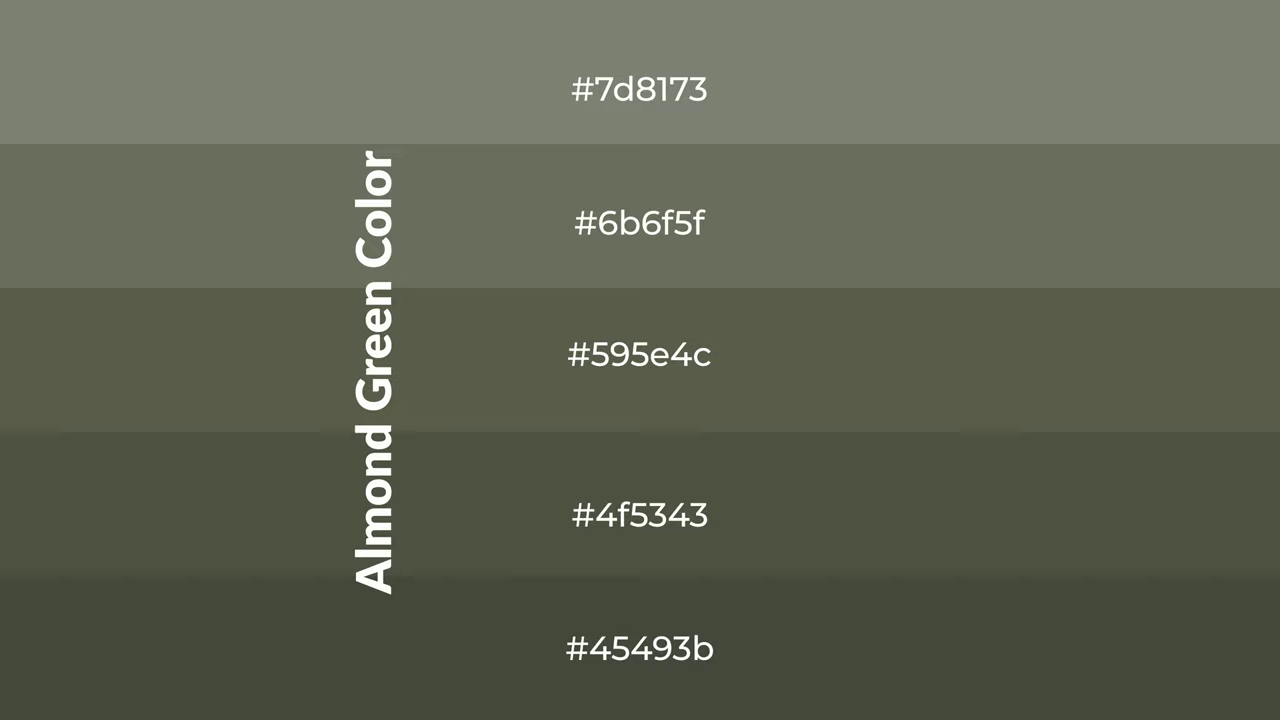 Almond Green Color
#7d8173
#6b6f5f
#595e4c
#4f5343
#45493b